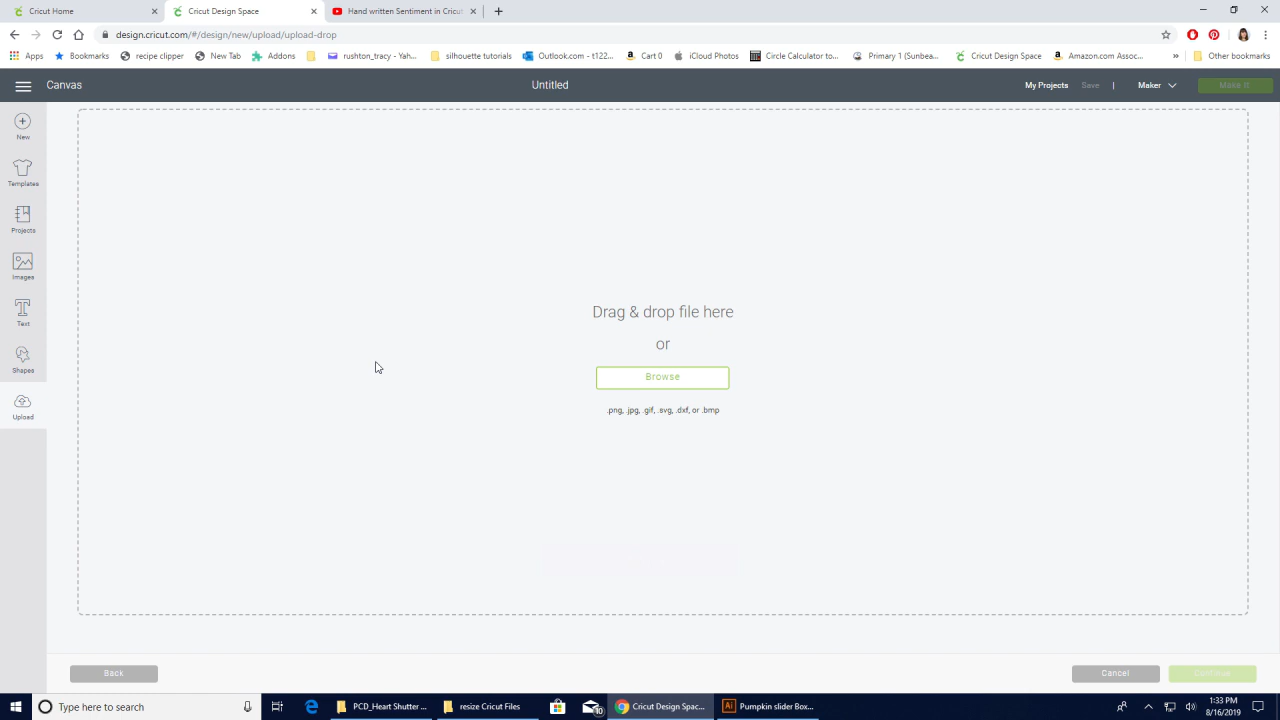 Cricut Home
Cricut Design Space
Hand written Sentiment in Cricut
design.cricut.com/#/design/new/upload/upload-drop
Apps
Bookmarks
recipe clipper
New Tab
Addons
rushton_tracy - Yah...
silhouette tutorials
Outlook.com - t122...
Cart 0
iCloud Photos
Circle Calculator to...
Primary 1 (Sunbea...
Cricut Design Space
Amazon.com Assoc...
»
Other bookmarks
Canvas
Untitled
My Projects
Save
|
Maker
Make It
New
Templates
Projects
Images
Text
Shapes
Upload
Drag & drop file here
or
Browse
.png, .jpg, .gif, .svg, .dxf, or .bmp
Back
Cancel
Continue
Type here to search
PCD_Heart Shutter ...
resize Cricut Files
10
Cricut Design Spac...
Ai
Pumpkin slider Box...
1:33 PM
8/16/2019